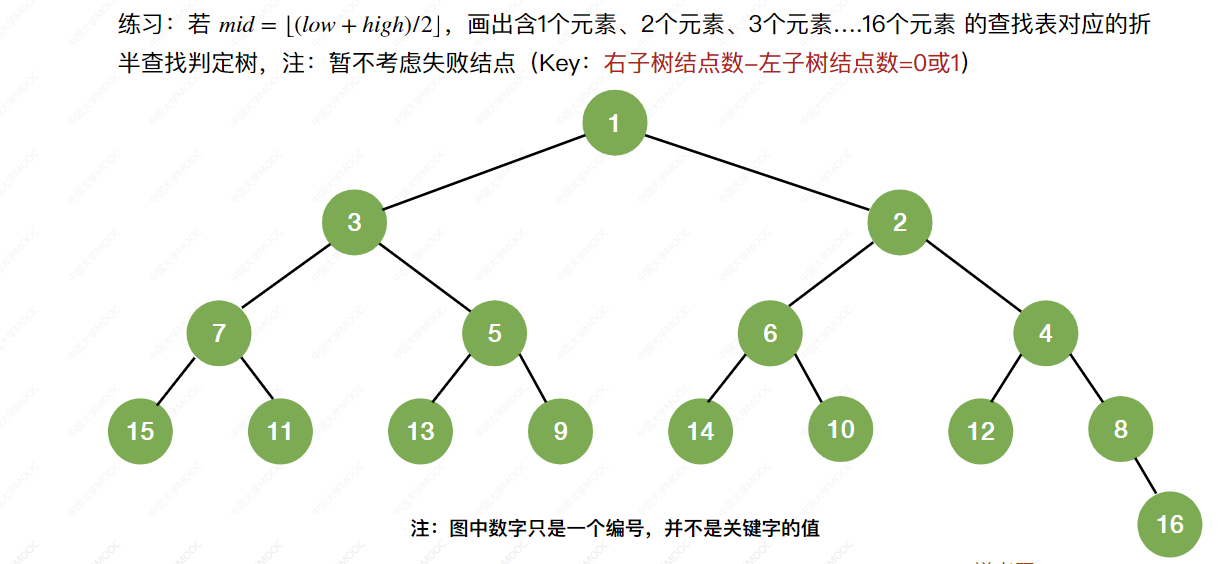 练习：若 mid = ⌊(low + high)/2⌋，画出含1个元素、2个元素、3个元素….16个元素 的查找表对应的折
半查找判定树，注：暂不考虑失败结点（Key：右子树结点数–左子树结点数=0或1)
1
3 2
7 5 6 4
15 11 13 9 14 10 12 8
16
注：图中数字只是一个编号，并不是关键字的值